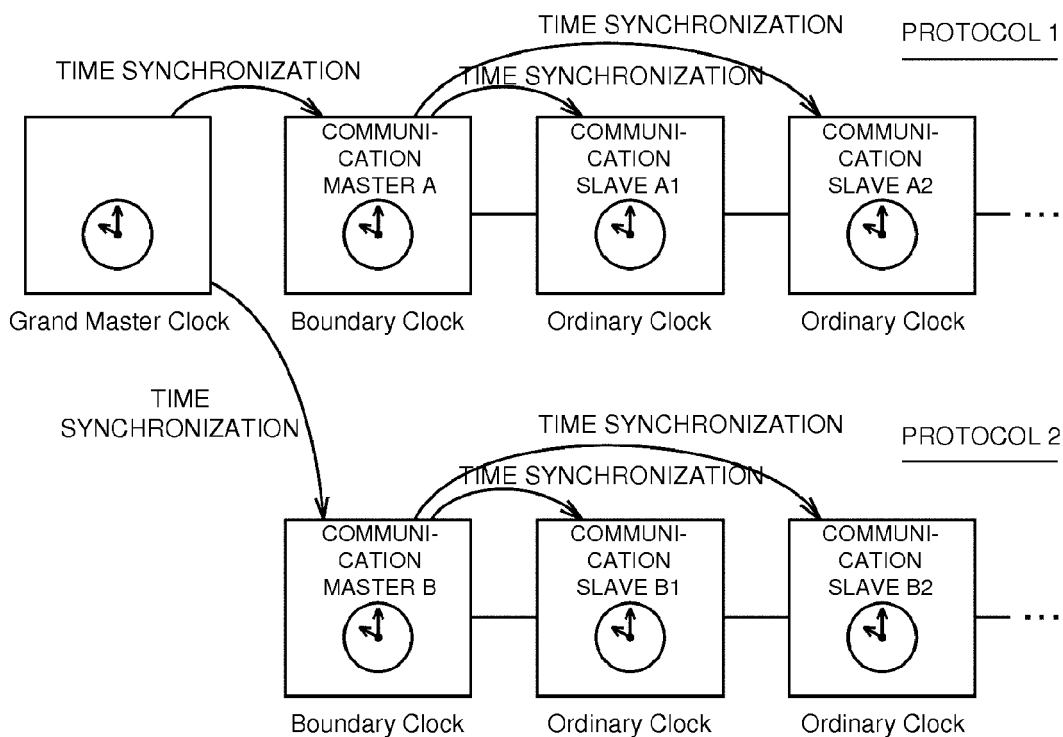 TIME SYNCHRONIZATION
PROTOCOL 1
TIME SYNCHRONIZATION
TIME SYNCHRONIZATION
COMMUNI-
CATION
MASTER A
COMMUNI-
CATION
SLAVE A1
COMMUNI-
CATION
SLAVE A2
...
Grand Master Clock
Boundary Clock
Ordinary Clock
Ordinary Clock
TIME
SYNCHRONIZATION
TIME SYNCHRONIZATION
PROTOCOL 2
TIME SYNCHRONIZATION
COMMUNI-
CATION
MASTER B
COMMUNI-
CATION
SLAVE B1
COMMUNI-
CATION
SLAVE B2
...
Boundary Clock
Ordinary Clock
Ordinary Clock